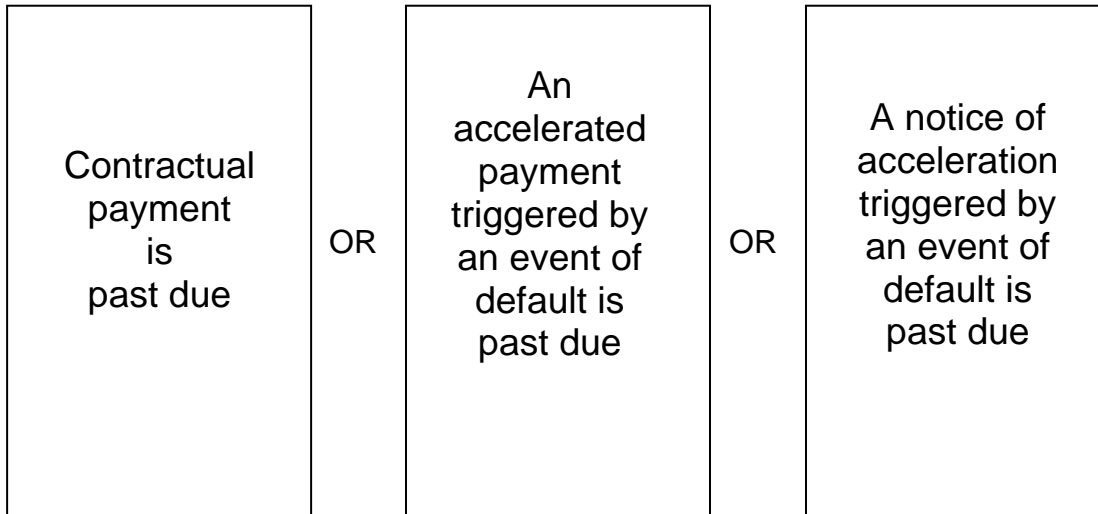 Contractual
payment
is
past due
OR
An
accelerated
payment
triggered by
an event of
default is
past due
OR
A notice of
acceleration
triggered by
an event of
default is
past due